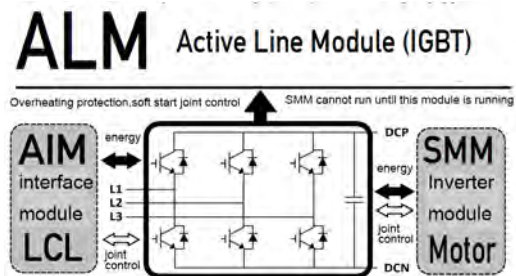 ALM Active Line Module (IGBT)
Overheating protection,soft start joint control
SMM cannot run until this module is running
AIM
interface
module
LCL
energy
L1
L2
L3
joint
control
DCP
energy
joint
control
DCN
SMM
Inverter
module
Motor